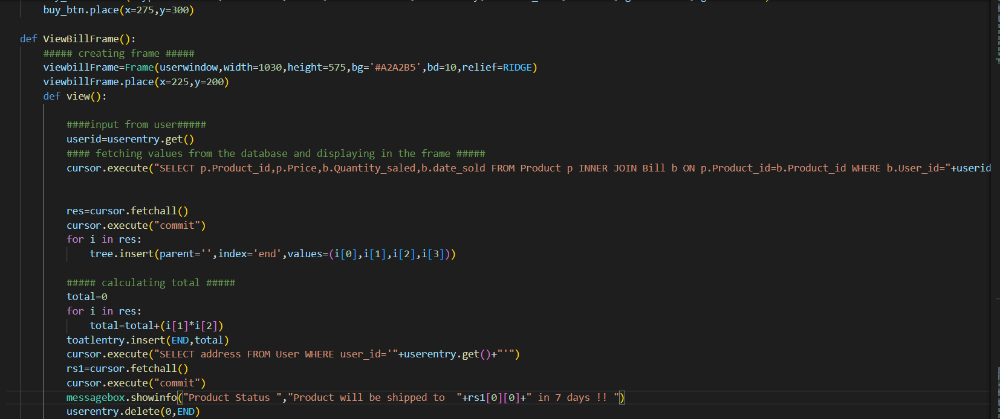 buy_btn.place(x=275,y=300)
def ViewBillFrame():
##### creating frame #####
viewbillFrame=Frame(userwindow,width=1030,height=575,bg='#A2A2B5',bd=10,relief=RIDGE)
viewbillFrame.place(x=225,y=200)
def view():
####input from user#####
userid=userentry.get()
#### fetching values from the database and displaying in the frame #####
cursor.execute("SELECT p.Product_id,p.Price,b.Quantity_saled,b.date_sold FROM Product p INNER JOIN Bill b ON p.Product_id=b.Product_id WHERE b.User_id="+userid
res=cursor.fetchall()
cursor.execute("commit")
for i in res:
tree.insert(parent='',index='end',values=(i[0],i[1],i[2],i[3]))
##### calculating total #####
total=0
for i in res:
total=total+(i[1]*i[2])
toatlentry.insert(END,total)
cursor.execute("SELECT address FROM User WHERE user_id='"+userentry.get()+"'")
rs1=cursor.fetchall()
cursor.execute("commit")
messagebox.showinfo("Product Status ","Product will be shipped to  "+rs1[0][0]+" in 7 days !! ")
userentry.delete(0,END)